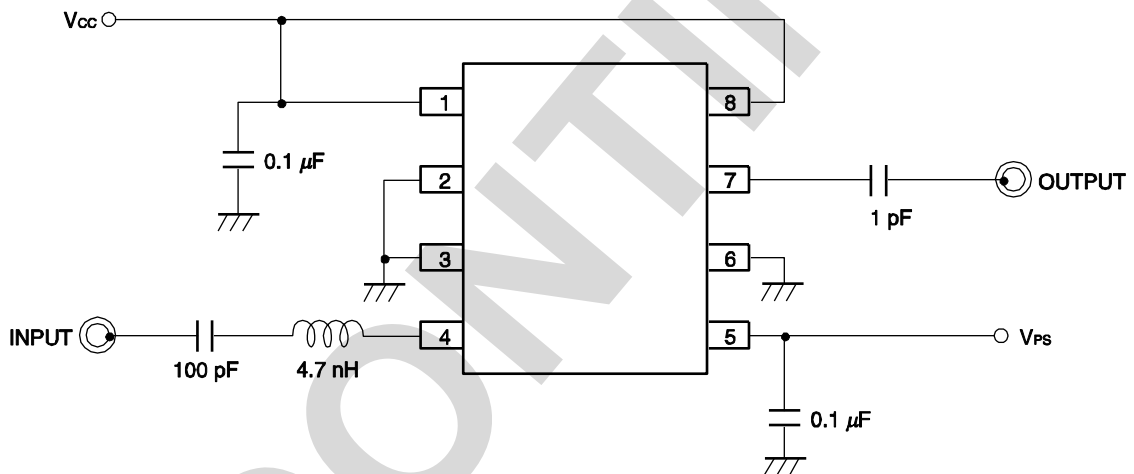 VCC
1
8
0.1 μF
2
7
OUTPUT
1 pF
3
6
INPUT
4
5
VPS
100 pF
4.7 nH
0.1 μF